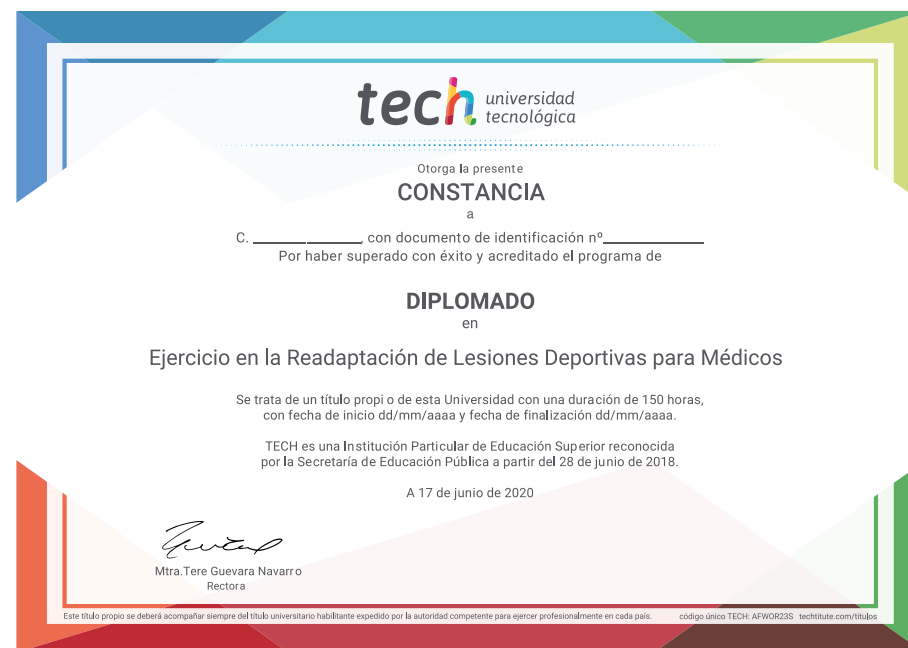 tech universidad
tecnológica
Otorga la presente
CONSTANCIA
a
C. ____________, con documento de identificación nº___________
Por haber superado con éxito y acreditado el programa de
DIPLOMADO
en
Ejercicio en la Readaptación de Lesiones Deportivas para Médicos
Se trata de un título propi o de esta Universidad con una duración de 150 horas,
con fecha de inicio dd/mm/aaaa y fecha de finalización dd/mm/aaaa.
TECH es una Institución Particular de Educación Superior reconocida
por la Secretaría de Educación Pública a partir del 28 de junio de 2018.
A 17 de junio de 2020
Mtra.Tere Guevara Navarro
Rectora
Este título propio se deberá acompañar siempre del título universitario habilitante expedido por la autoridad competente para ejercer profesionalmente en cada país. código único TECH: AFWOR23S techtitute.com/titulos